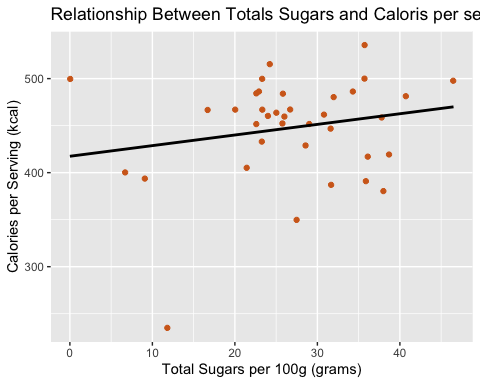 Relationship Between Totals Sugars and Caloris per se
500
400
300
Calories per Serving (kcal)
0 10 20 30 40
Total Sugars per 100g (grams)